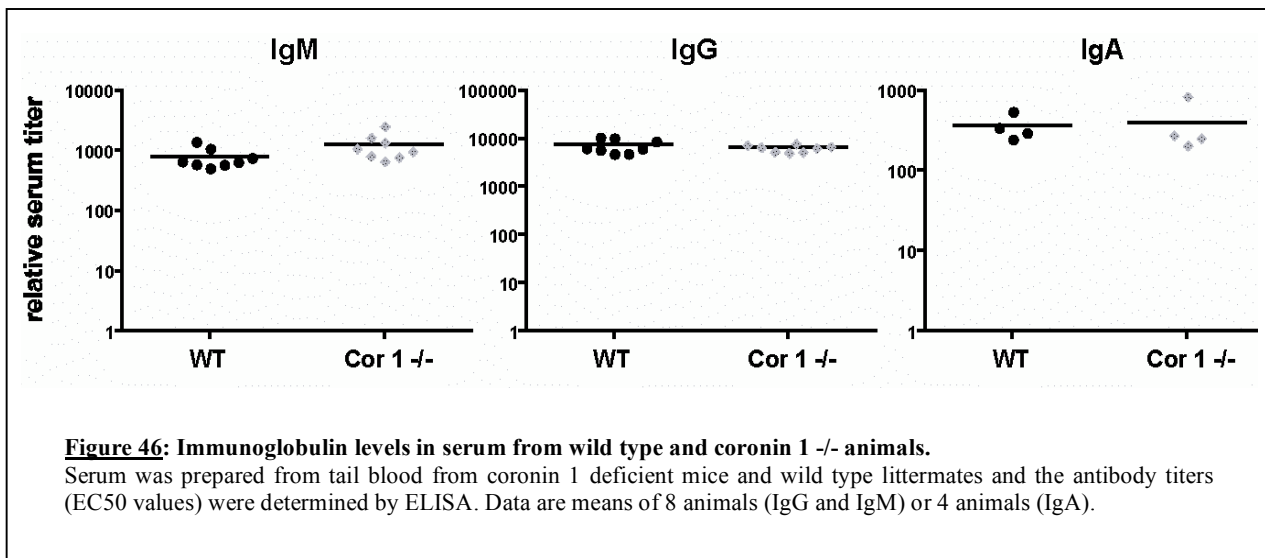 IgM
IgG
IgA
relative serum titer
10000
1000
100
10
1
WT
Cor 1 -/-
100000
10000
1000
100
10
1
WT
Cor 1 -/-
1000
100
10
1
WT
Cor 1 -/-
Figure 46: Immunoglobulin levels in serum from wild type and coronin 1 -/- animals.
Serum was prepared from tail blood from coronin 1 deficient mice and wild type littermates and the antibody titers
(EC50 values) were determined by ELISA. Data are means of 8 animals (IgG and IgM) or 4 animals (IgA).